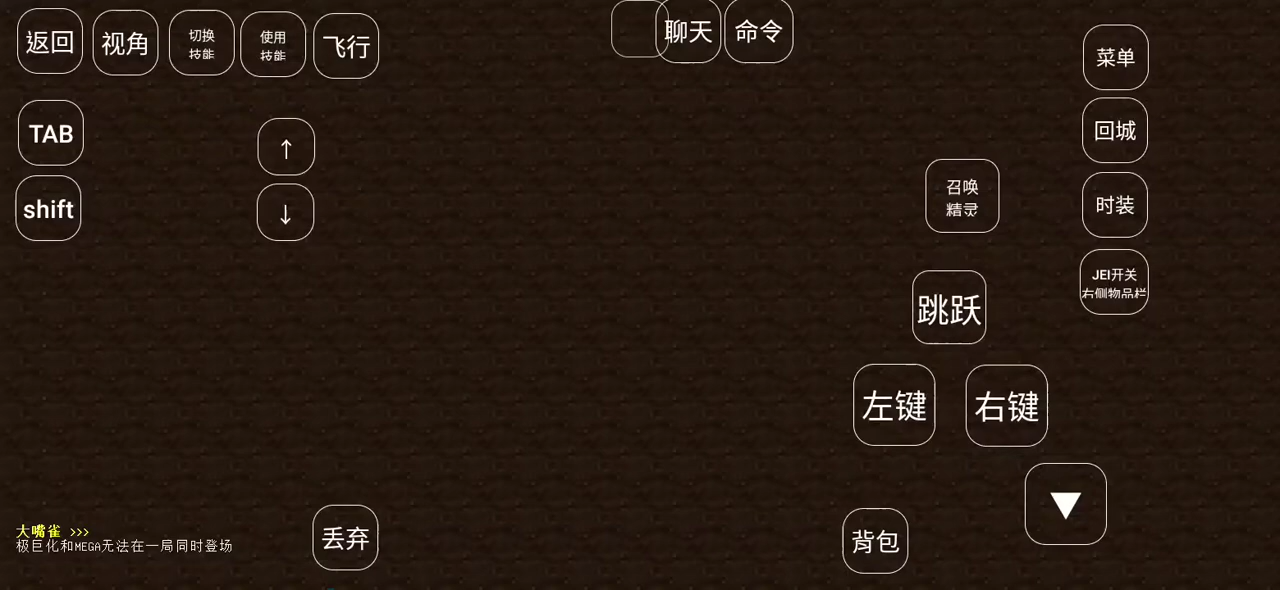 返回
视角
切换
技能
使用
技能
飞行
聊天
命令
菜单
TAB
↑
回城
shift
↓
召唤
精灵
时装
JEI开关
右侧物品栏
跳跃
左键
右键
▼
大嘴雀 >>>
极巨化和MEGA无法在一局同时登场
丢弃
背包